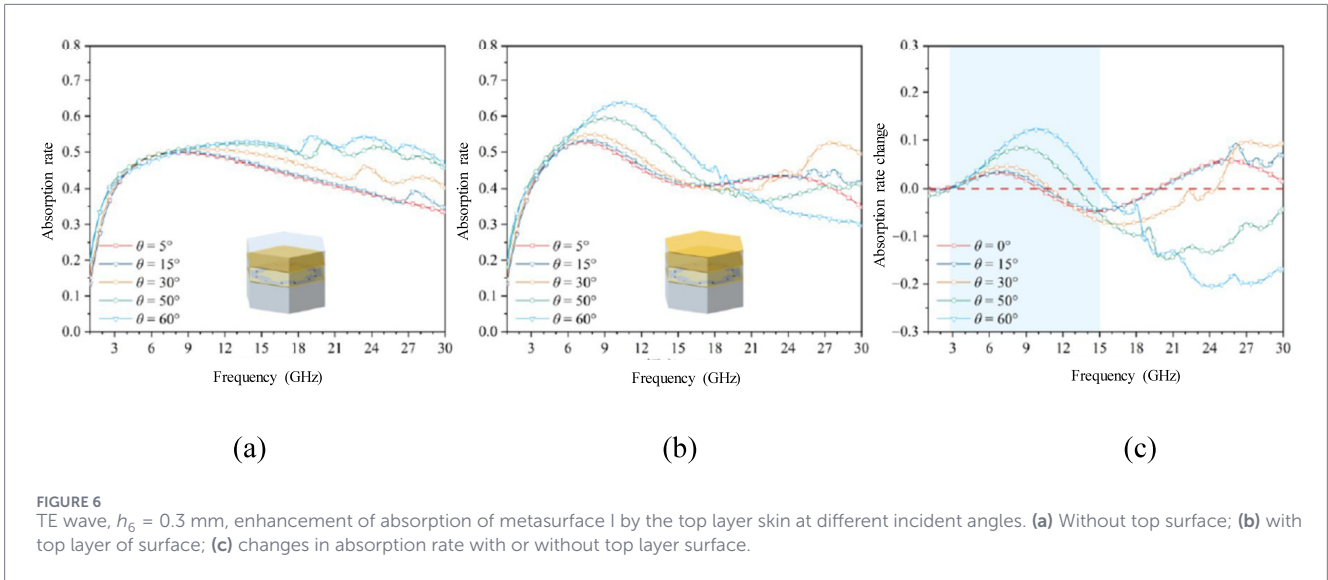 0.8
0.7
0.6
0.5
0.4
0.3
0.2
0.1
0.0
Absorption rate
θ = 5°
θ = 15°
θ = 30°
θ = 50°
θ = 60°
3 6 9 12 15 18 21 24 27 30
Frequency (GHz)
(a)
0.8
0.7
0.6
0.5
0.4
0.3
0.2
0.1
0.0
Absorption rate
θ = 5°
θ = 15°
θ = 30°
θ = 50°
θ = 60°
3 6 9 12 15 18 21 24 27 30
Frequency (GHz)
(b)
0.3
0.2
0.1
0.0
−0.1
−0.2
−0.3
Absorption rate change
θ = 0°
θ = 15°
θ = 30°
θ = 50°
θ = 60°
3 6 9 12 15 18 21 24 27 30
Frequency (GHz)
(c)
FIGURE 6
TE wave, h6 = 0.3 mm, enhancement of absorption of metasurface I by the top layer skin at different incident angles. (a) Without top surface; (b) with
top layer of surface; (c) changes in absorption rate with or without top layer surface.